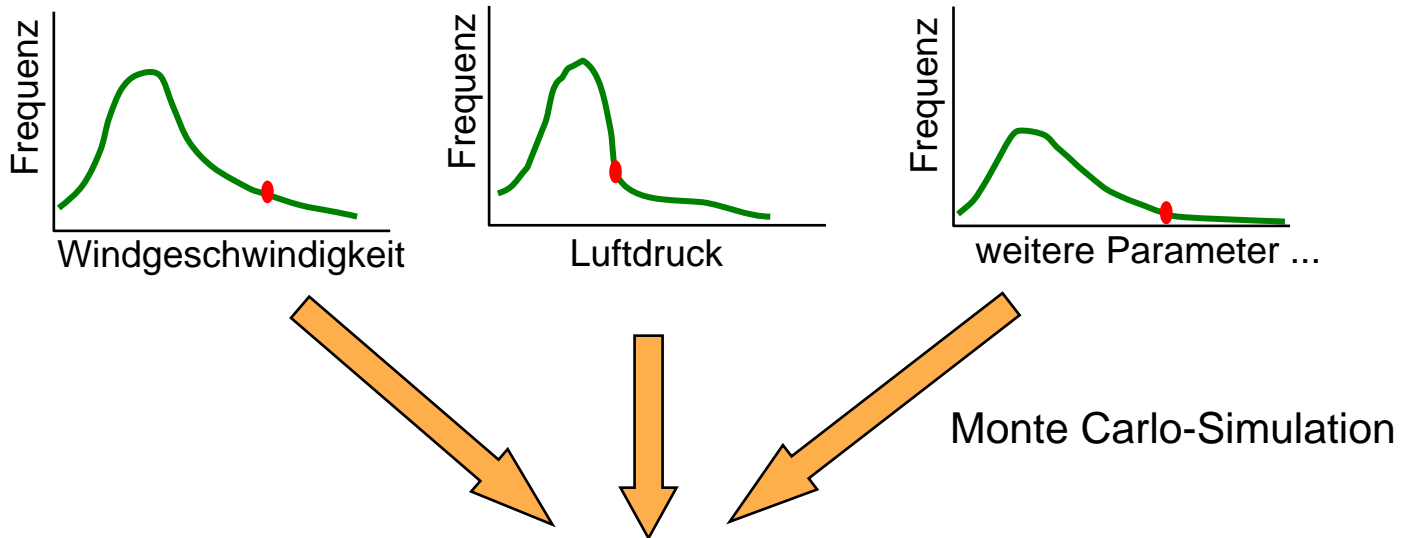 Frequenz
Windgeschwindigkeit
Frequenz
Luftdruck
Frequenz
weitere Parameter ...
Monte Carlo-Simulation